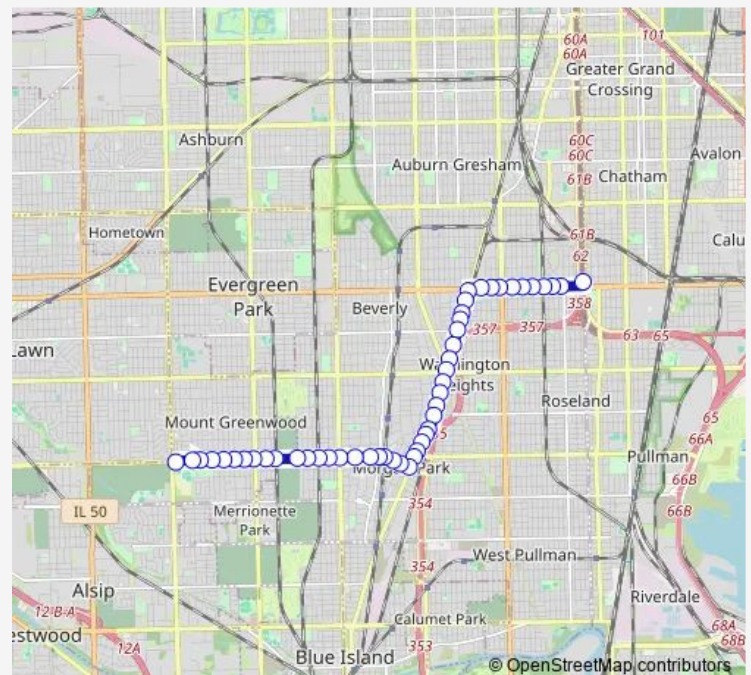 101
60A
60A
Greater Grand
Crossing
Ashburn
60C
60C
Avalon
Auburn Gresham
61B
Chatham
Hometown
61B
Calu
62
Evergreen
Park
Beverly
358
357
357
63
65
Lawn
Washington
Heights
Roseland
Mount Greenwood
65
Pullman
66A
Morgan Park
66B
IL 50
354
66B
Merrionette
Park
West Pullman
354
Alsip
Riverdale
12 B-A
Calumet Park
68A
estwood
12A
353
68B
Blue Island
© OpenStreetMap contributors